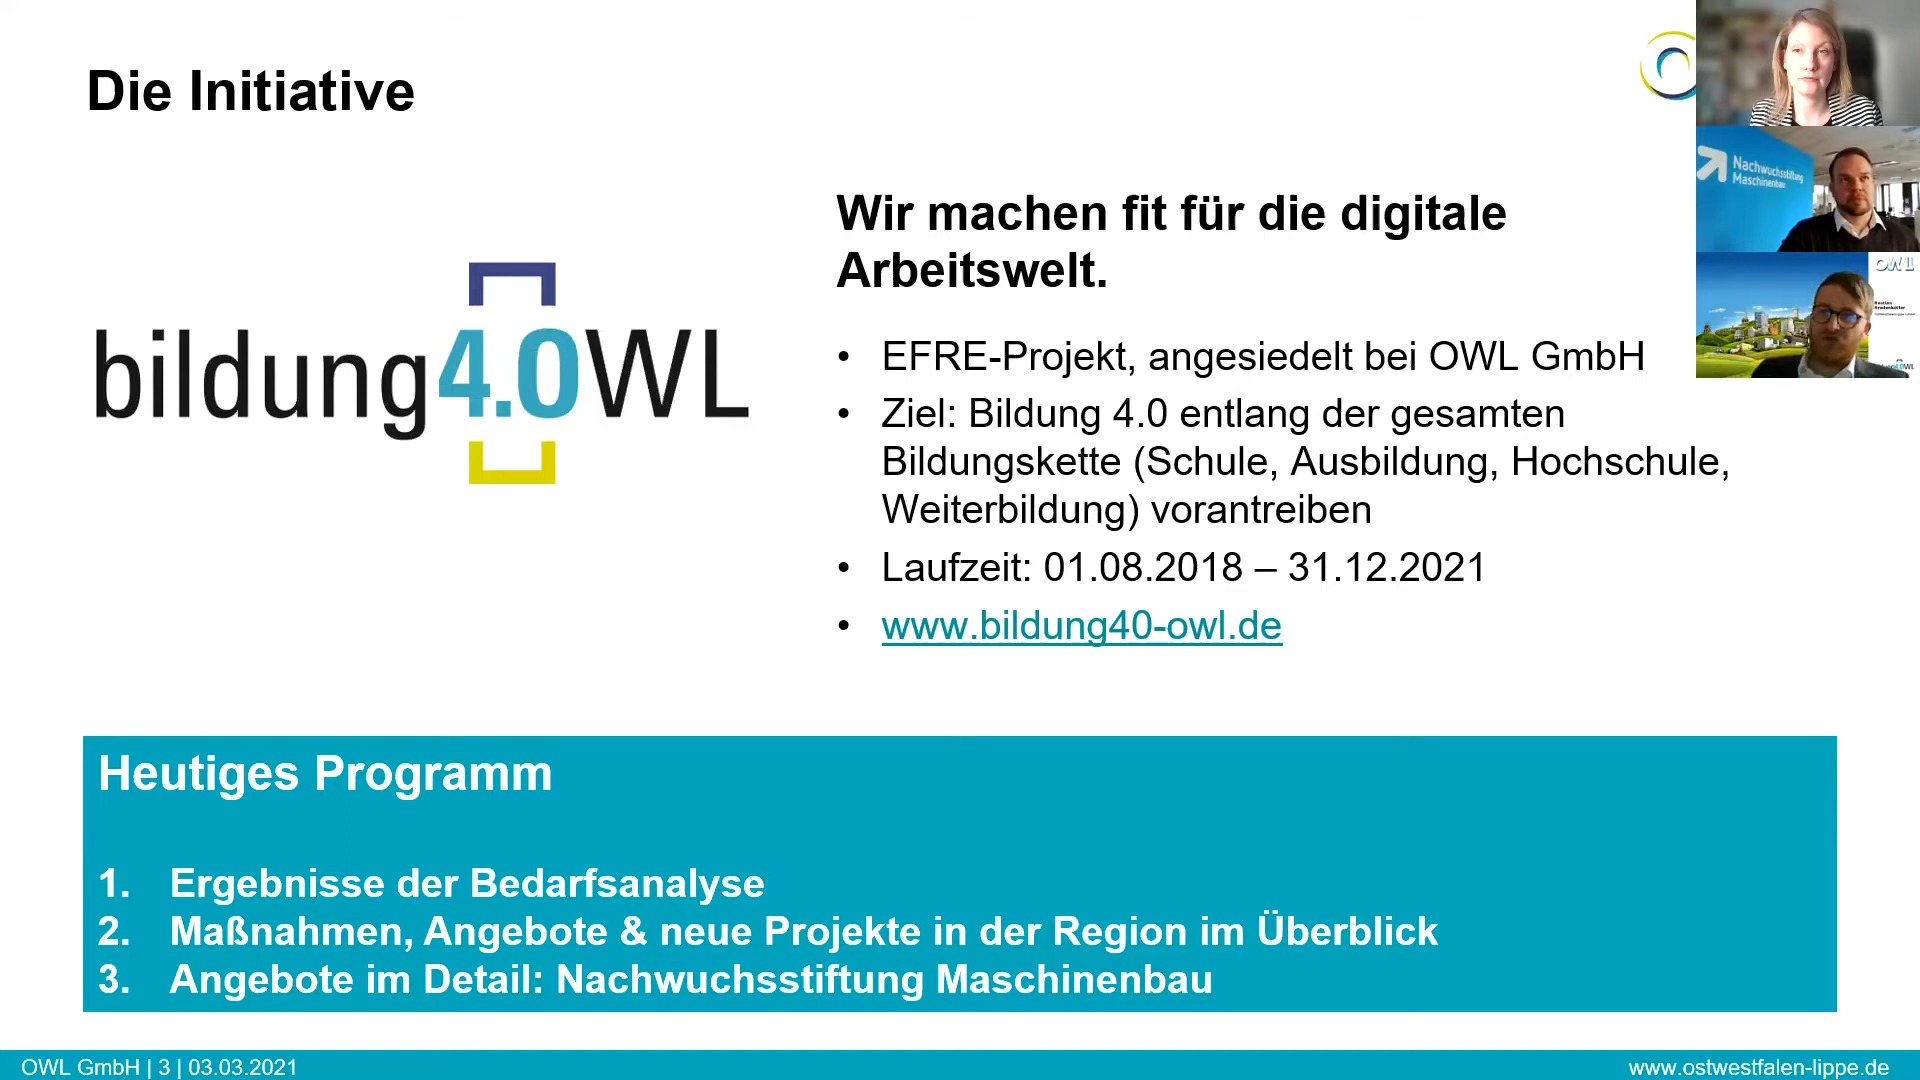 Die Initiative
Nachwuchsstiftung
Maschinenbau
OWL
bildung4.0OWL
Wir machen fit für die digitale
Arbeitswelt.
• EFRE-Projekt, angesiedelt bei OWL GmbH
• Ziel: Bildung 4.0 entlang der gesamten
Bildungskette (Schule, Ausbildung, Hochschule,
Weiterbildung) vorantreiben
• Laufzeit: 01.08.2018 – 31.12.2021
• www.bildung40-owl.de
Heutiges Programm
1. Ergebnisse der Bedarfsanalyse
2. Maßnahmen, Angebote & neue Projekte in der Region im Überblick
3. Angebote im Detail: Nachwuchsstiftung Maschinenbau
OWL GmbH | 3 | 03.03.2021
www.ostwestfalen-lippe.de